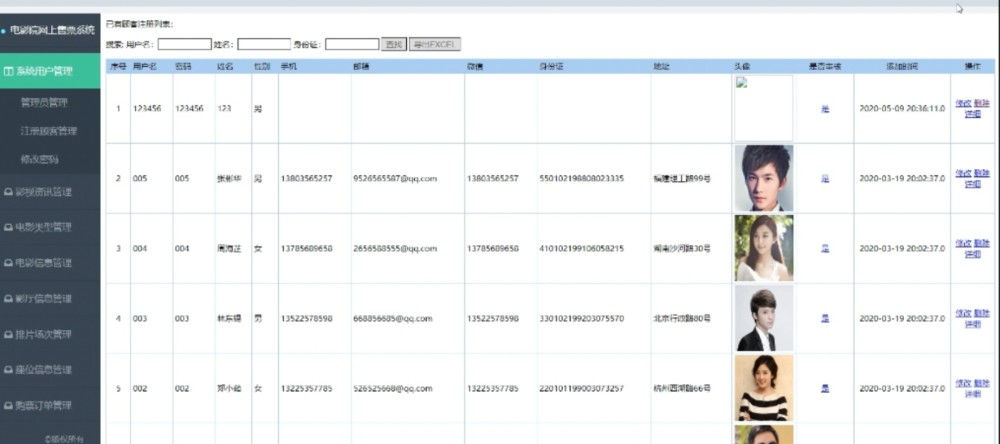 电影院网上售票系统
系统用户管理
管理员管理
注册顾客管理
修改密码
影视资讯管理
电影类型管理
电影信息管理
影厅信息管理
排片场次管理
座位信息管理
购票订单管理
©版权所有
已有顾客注册列表:
搜索: 用户名: 姓名: 身份证: 查找 导出EXCEL
序号 用户名 密码 姓名 性别 手机 邮箱 微信 身份证 地址 头像 是否审核 添加时间 操作
1 123456 123456 123 男 是 2020-05-09 20:36:11.0 修改 删除
详细
2 005 005 张彬华 男 13803565257 9526565587@qq.com 13803565257 550102198808023335 福建理工路99号 是 2020-03-19 20:02:37.0 修改 删除
详细
3 004 004 周海芷 女 13785689658 2656588555@qq.com 13785689658 410102199106058215 湖南沙河路30号 是 2020-03-19 20:02:37.0 修改 删除
详细
4 003 003 林东锡 男 13522578598 668856685@qq.com 13522578598 330102199203075570 北京行政路80号 是 2020-03-19 20:02:37.0 修改 删除
详细
5 002 002 郑小 女 13225357785 526525668@qq.com 13225357785 220101199003073257 杭州西湖路66号 是 2020-03-19 20:02:37.0 修改 删除
详细